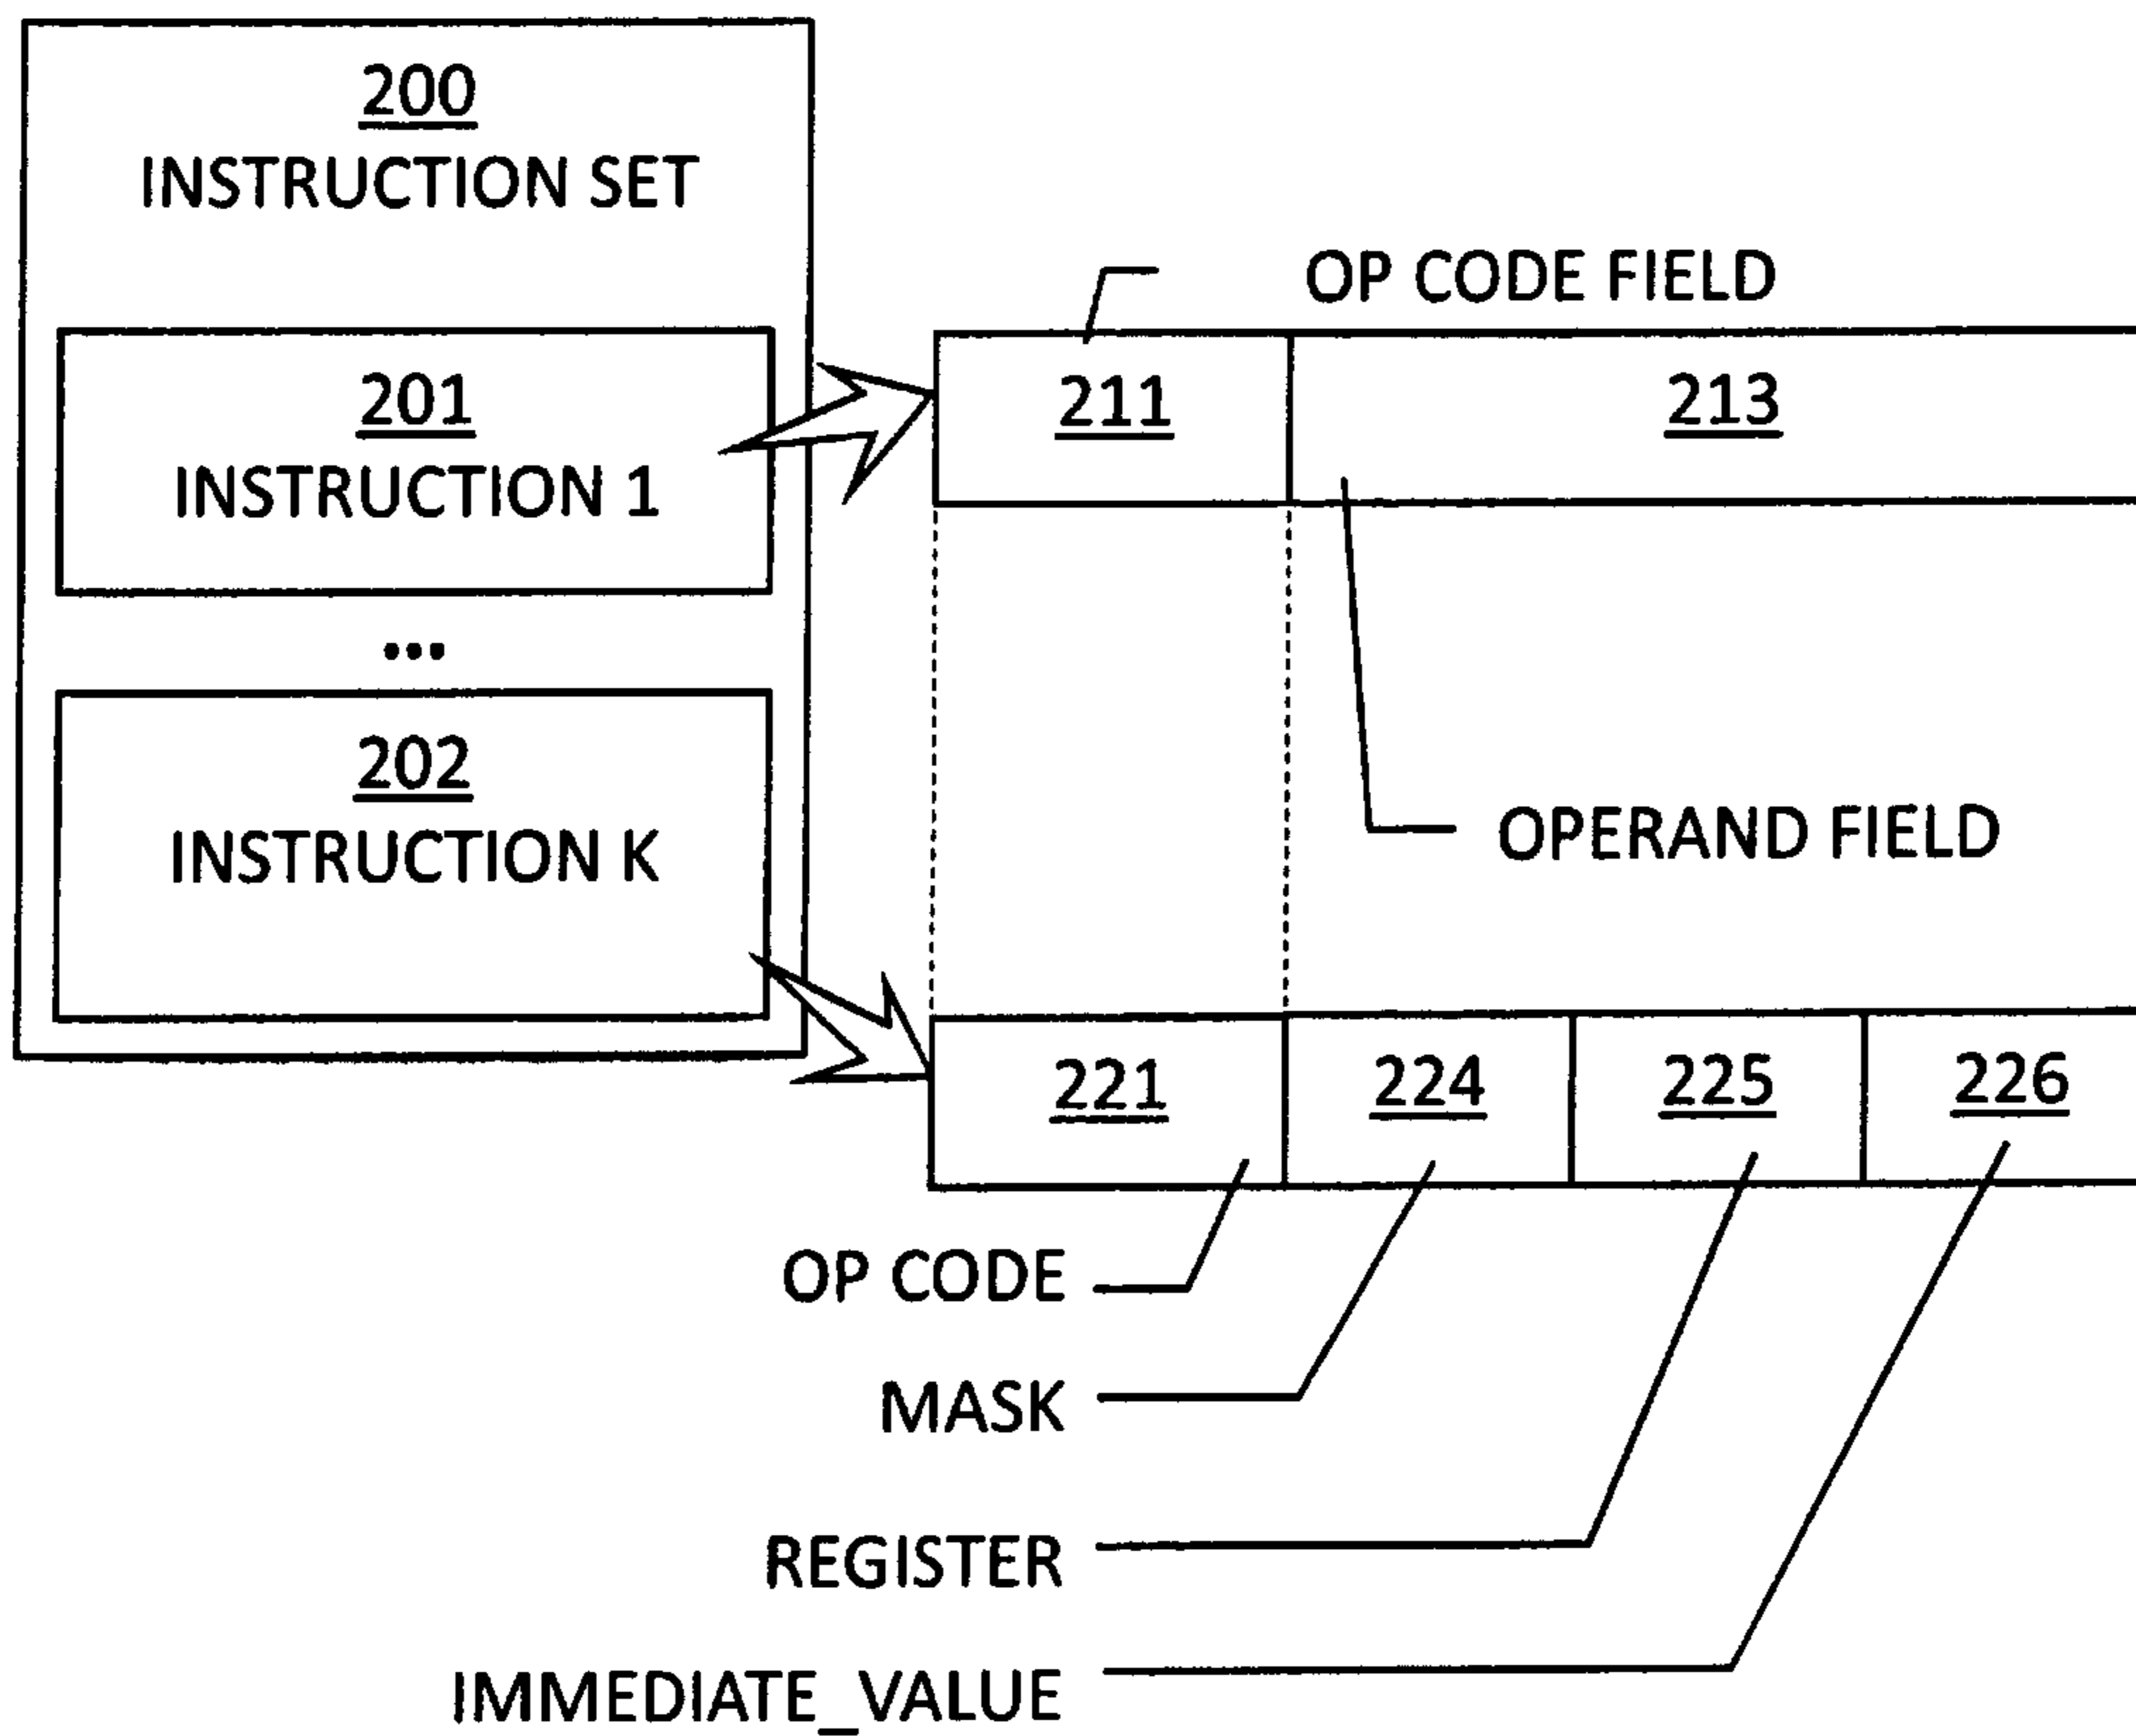 200
INSTRUCTION SET
OP CODE FIELD
201
INSTRUCTION 1
211
213
...
202
INSTRUCTION K
OPERAND FIELD
221
224
225
226
OP CODE
MASK
REGISTER
IMMEDIATE_VALUE